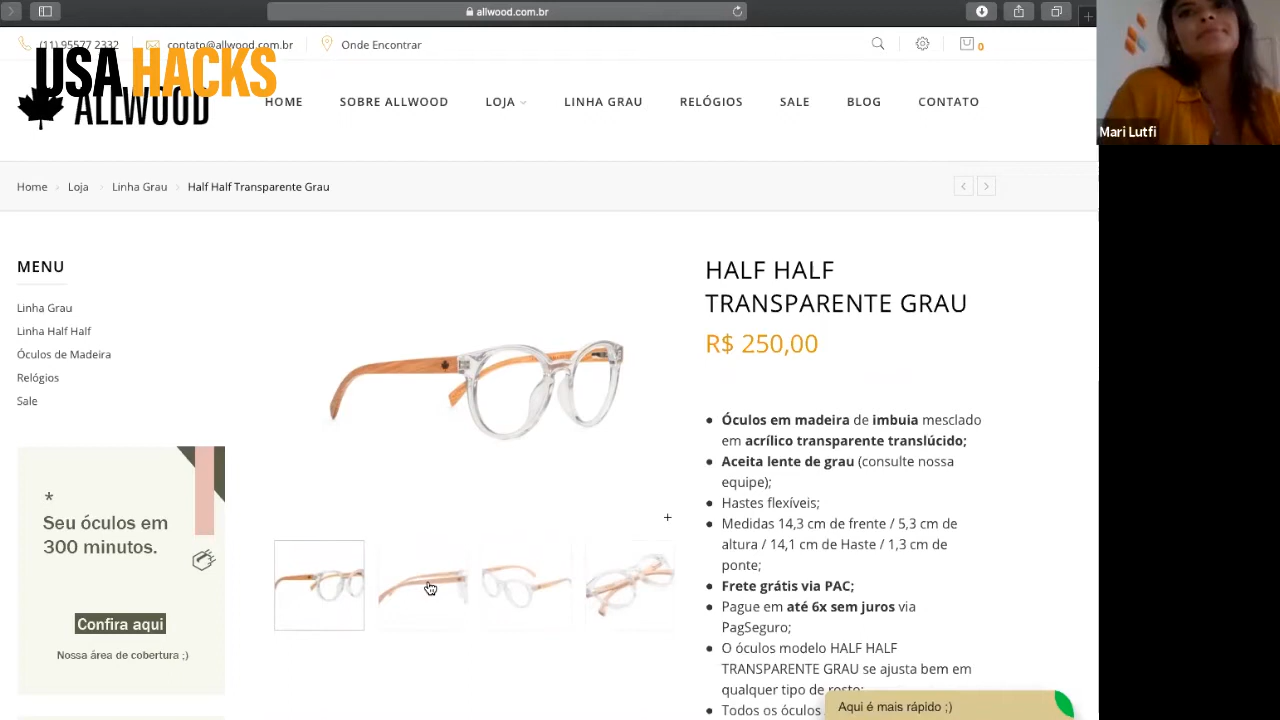 allwood.com.br
(11) 95577 2332
contato@allwood.com.br
Onde Encontrar
0
USA HACKS
ALLWOOD
HOME
SOBRE ALLWOOD
LOJA
LINHA GRAU
RELÓGIOS
SALE
BLOG
CONTATO
Mari Lutfi
Home > Loja > Linha Grau > Half Half Transparente Grau
MENU
Linha Grau
Linha Half Half
Óculos de Madeira
Relógios
Sale
*
Seu óculos em
300 minutos.
Confira aqui
Nossa área de cobertura ;)
HALF HALF
TRANSPARENTE GRAU
R$ 250,00
● Óculos em madeira de imbuia mesclado
em acrílico transparente translúcido;
● Aceita lente de grau (consulte nossa
equipe);
● Hastes flexíveis;
● Medidas 14,3 cm de frente / 5,3 cm de
altura / 14,1 cm de Haste / 1,3 cm de
ponte;
● Frete grátis via PAC;
● Pague em até 6x sem juros via
PagSeguro;
● O óculos modelo HALF HALF
TRANSPARENTE GRAU se ajusta bem em
qualquer tipo de rosto;
● Todos os óculos
Aqui é mais rápido ;)